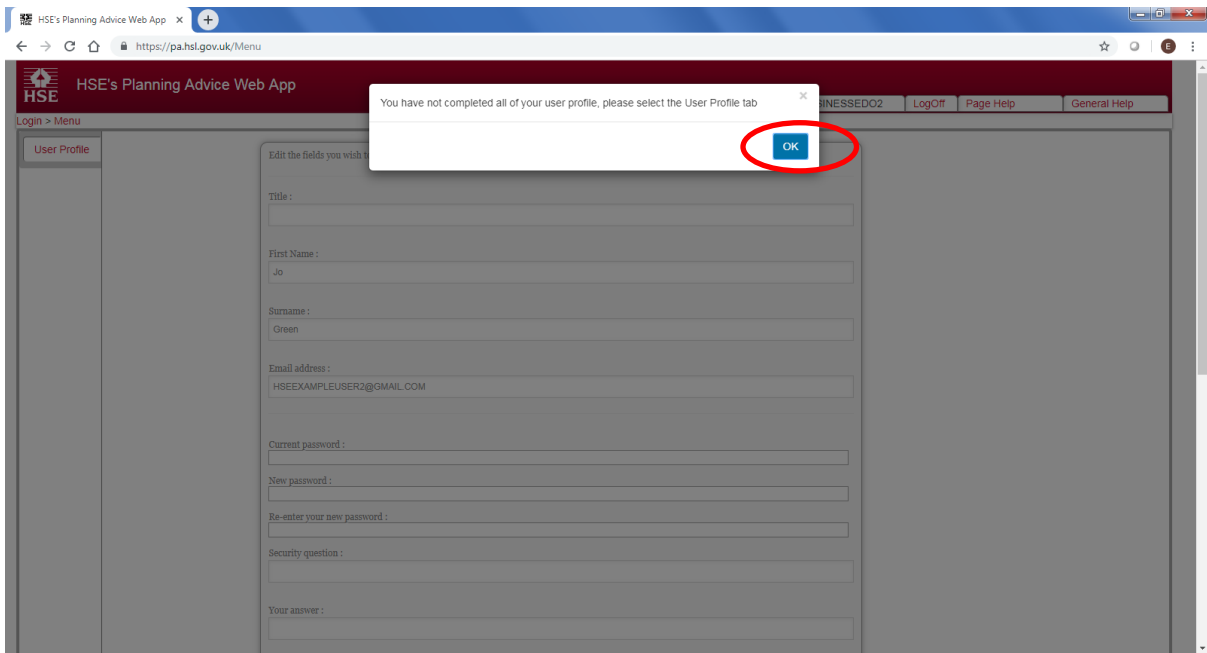 HSE's Planning Advice Web App
https://pa.hsl.gov.uk/Menu
E
HSE
HSE's Planning Advice Web App
LogOff
Page Help
General Help
Login > Menu
You have not completed all of your user profile, please select the User Profile tab
OK
User Profile
Edit the fields you wish
Title :
First Name :
Jo
Surname :
Green
Email address :
HSEEXAMPLEUSER2@GMAIL.COM
Current password :
New password :
Re-enter your new password :
Security question :
Your answer :